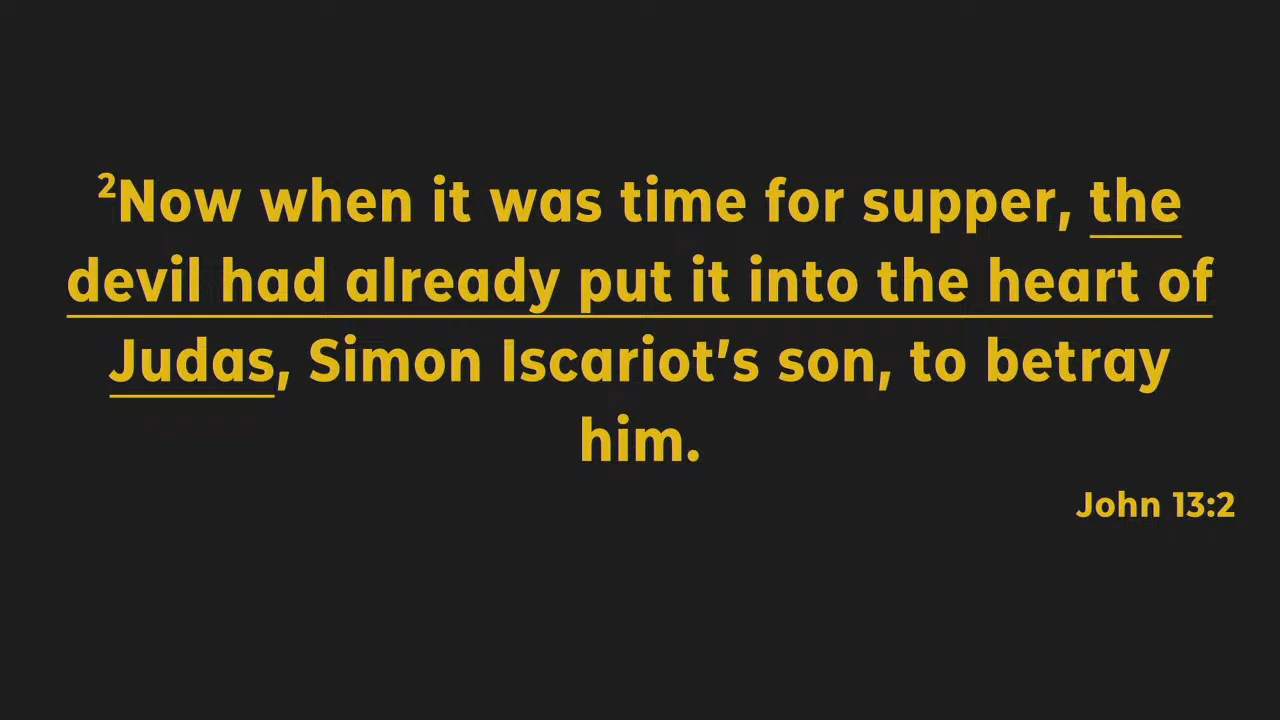 ²Now when it was time for supper, the
devil had already put it into the heart of
Judas, Simon Iscariot’s son, to betray
him.
John 13:2